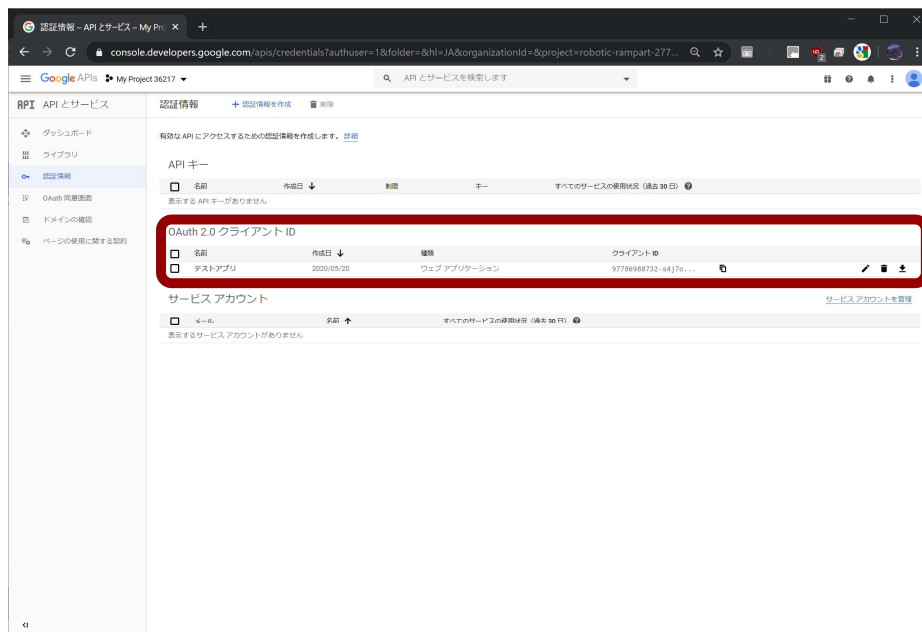 認証情報 – API とサービス – My Pro
console.developers.google.com/apis/credentials?authuser=1&folder=&hl=JA&organizationId=&project=robotic-rampart-277...
Google APIs My Project 36217
API とサービスを検索します
API API とサービス
認証情報 + 認証情報を作成 削除
ダッシュボード
ライブラリ
認証情報
OAuth 同意画面
ドメインの確認
ページの使用に関する契約
有効な API にアクセスするための認証情報を作成します。 詳細
API キー
名前 作成日 制限 キー すべてのサービスの使用状況（過去 30 日）
表示する API キーがありません
OAuth 2.0 クライアント ID
名前 作成日 種類 クライアント ID
テストアプリ 2020/05/20 ウェブ アプリケーション 97786980732-s4j7o...
サービス アカウント サービス アカウントを管理
メール 名前 すべてのサービスの使用状況（過去 30 日）
表示するサービス アカウントがありません